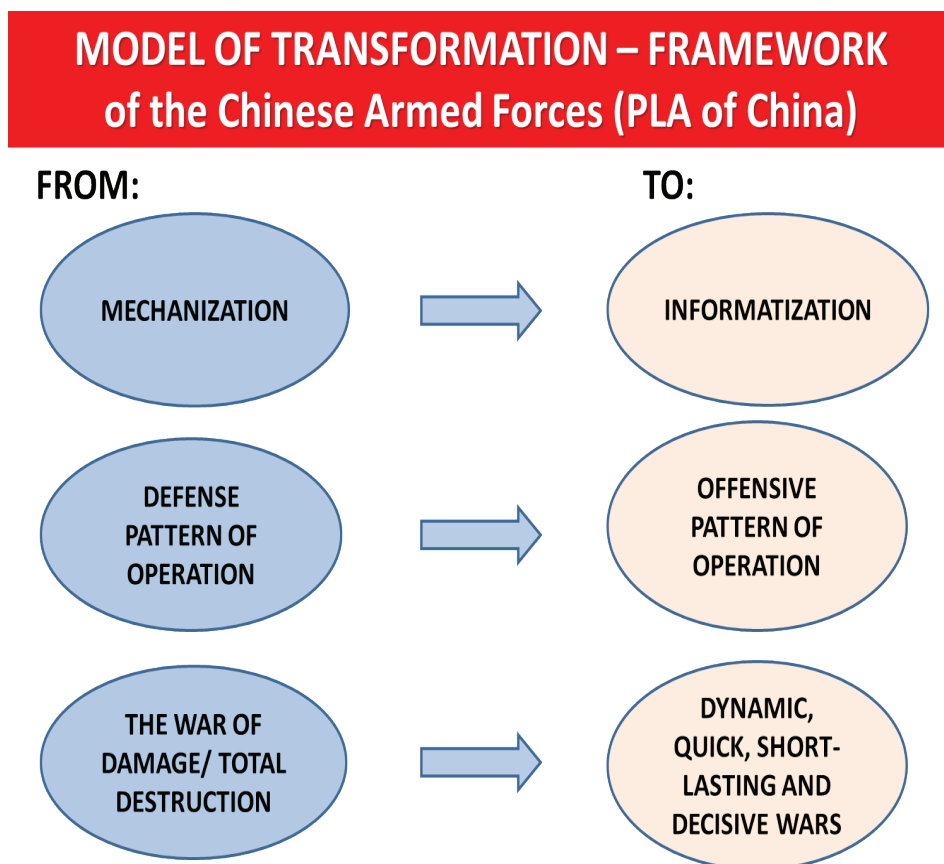 MODEL OF TRANSFORMATION – FRAMEWORK
of the Chinese Armed Forces (PLA of China)
FROM:
TO:
MECHANIZATION
INFORMATIZATION
DEFENSE
PATTERN OF
OPERATION
OFFENSIVE
PATTERN OF
OPERATION
THE WAR OF
DAMAGE/ TOTAL
DESTRUCTION
DYNAMIC,
QUICK, SHORT-
LASTING AND
DECISIVE WARS